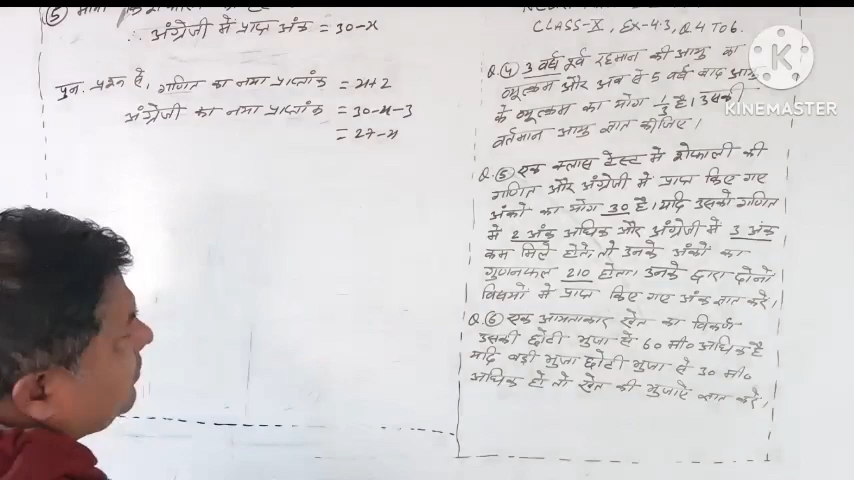 ∴ अंग्रेजी में प्राप्त अंक = 30-x
पुन. प्रश्न से, गणित का नया प्राप्तांक = x+2
अंग्रेजी का नया प्राप्तांक = 30-x-3
= 27-x
CLASS-X, EX-4.3, Q 4 TO 6.
Q.(4) 3 वर्ष पूर्व रहमान की आयु का
व्युत्क्रम और अब से 5 वर्ष बाद आयु
के व्युत्क्रम का योग 1/3 है। उसकी
वर्तमान आयु ज्ञात कीजिए।
Q.(5) एक क्लास टेस्ट में शेफाली की
गणित और अंग्रेजी में प्राप्त किए गए
अंकों का योग 30 है। यदि उसको गणित
में 2 अंक अधिक और अंग्रेजी में 3 अंक
कम मिले होते, तो उनके अंकों का
गुणनफल 210 होता। उनके द्वारा दोनों
विषयों में प्राप्त किए गए अंक ज्ञात करें।
Q.(6) एक आयताकार खेत का विकर्ण
उसकी छोटी भुजा से 60 मी० अधिक है
यदि बड़ी भुजा छोटी भुजा से 30 मी०
अधिक हो तो खेत की भुजाएं ज्ञात करें।
KINEMASTER